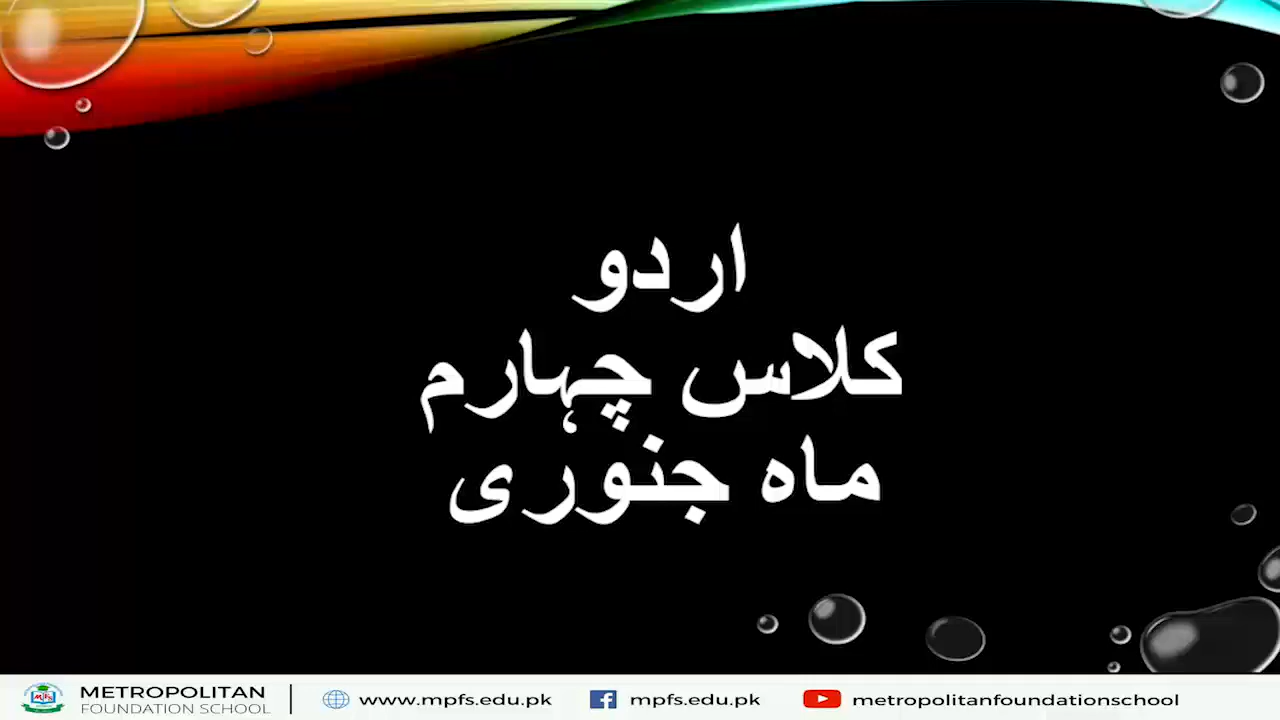 اردو
کلاس چہارم
ماہ جنوری
METROPOLITAN
FOUNDATION SCHOOL
www.mpfs.edu.pk
mpfs.edu.pk
metropolitanfoundationschool